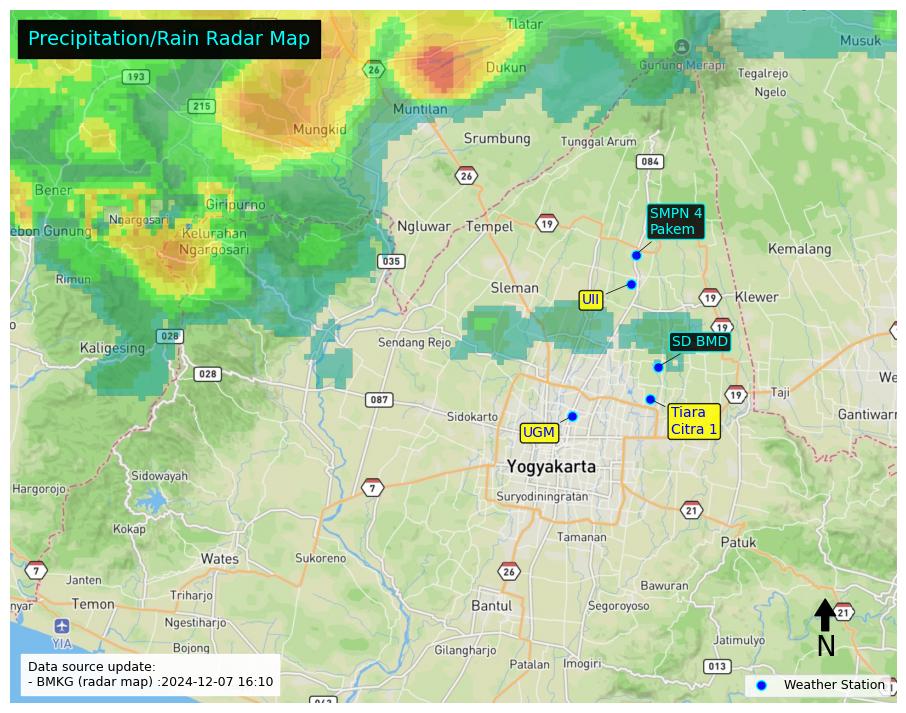 Precipitation/Rain Radar Map
Tlatar
Musuk
193
26
Dukun
Gunung Merapi
Tegalrejo
Ngelo
215
Muntilan
Mungkid
Srumbung
Tunggal Arum
084
26
Bener
Giripurno
Ngargosari
ebon Gunung
Kelurahan
Ngargosari
Ngluwar
Tempel
19
SMPN 4
Pakem
Kemalang
035
Rimun
Sleman
UII
19
Klewer
o
028
Kaligesing
Sendang Rejo
19
SD BMD
028
We
087
Sidokarto
19
Taji
Tiara
Citra 1
Gantiwarn
UGM
Yogyakarta
Sidowayah
Hargorojo
7
Suryodiningratan
21
Kokap
Tamanan
Patuk
Wates
Sukoreno
7
26
Janten
Bawuran
Triharjo
nyar
Temon
Bantul
Segoroyoso
21
Ngestiharjo
YIA
N
Jatimulyo
Bojong
Gilangharjo
Patalan
Imogiri
013
Data source update:
- BMKG (radar map) :2024-12-07 16:10
Weather Station